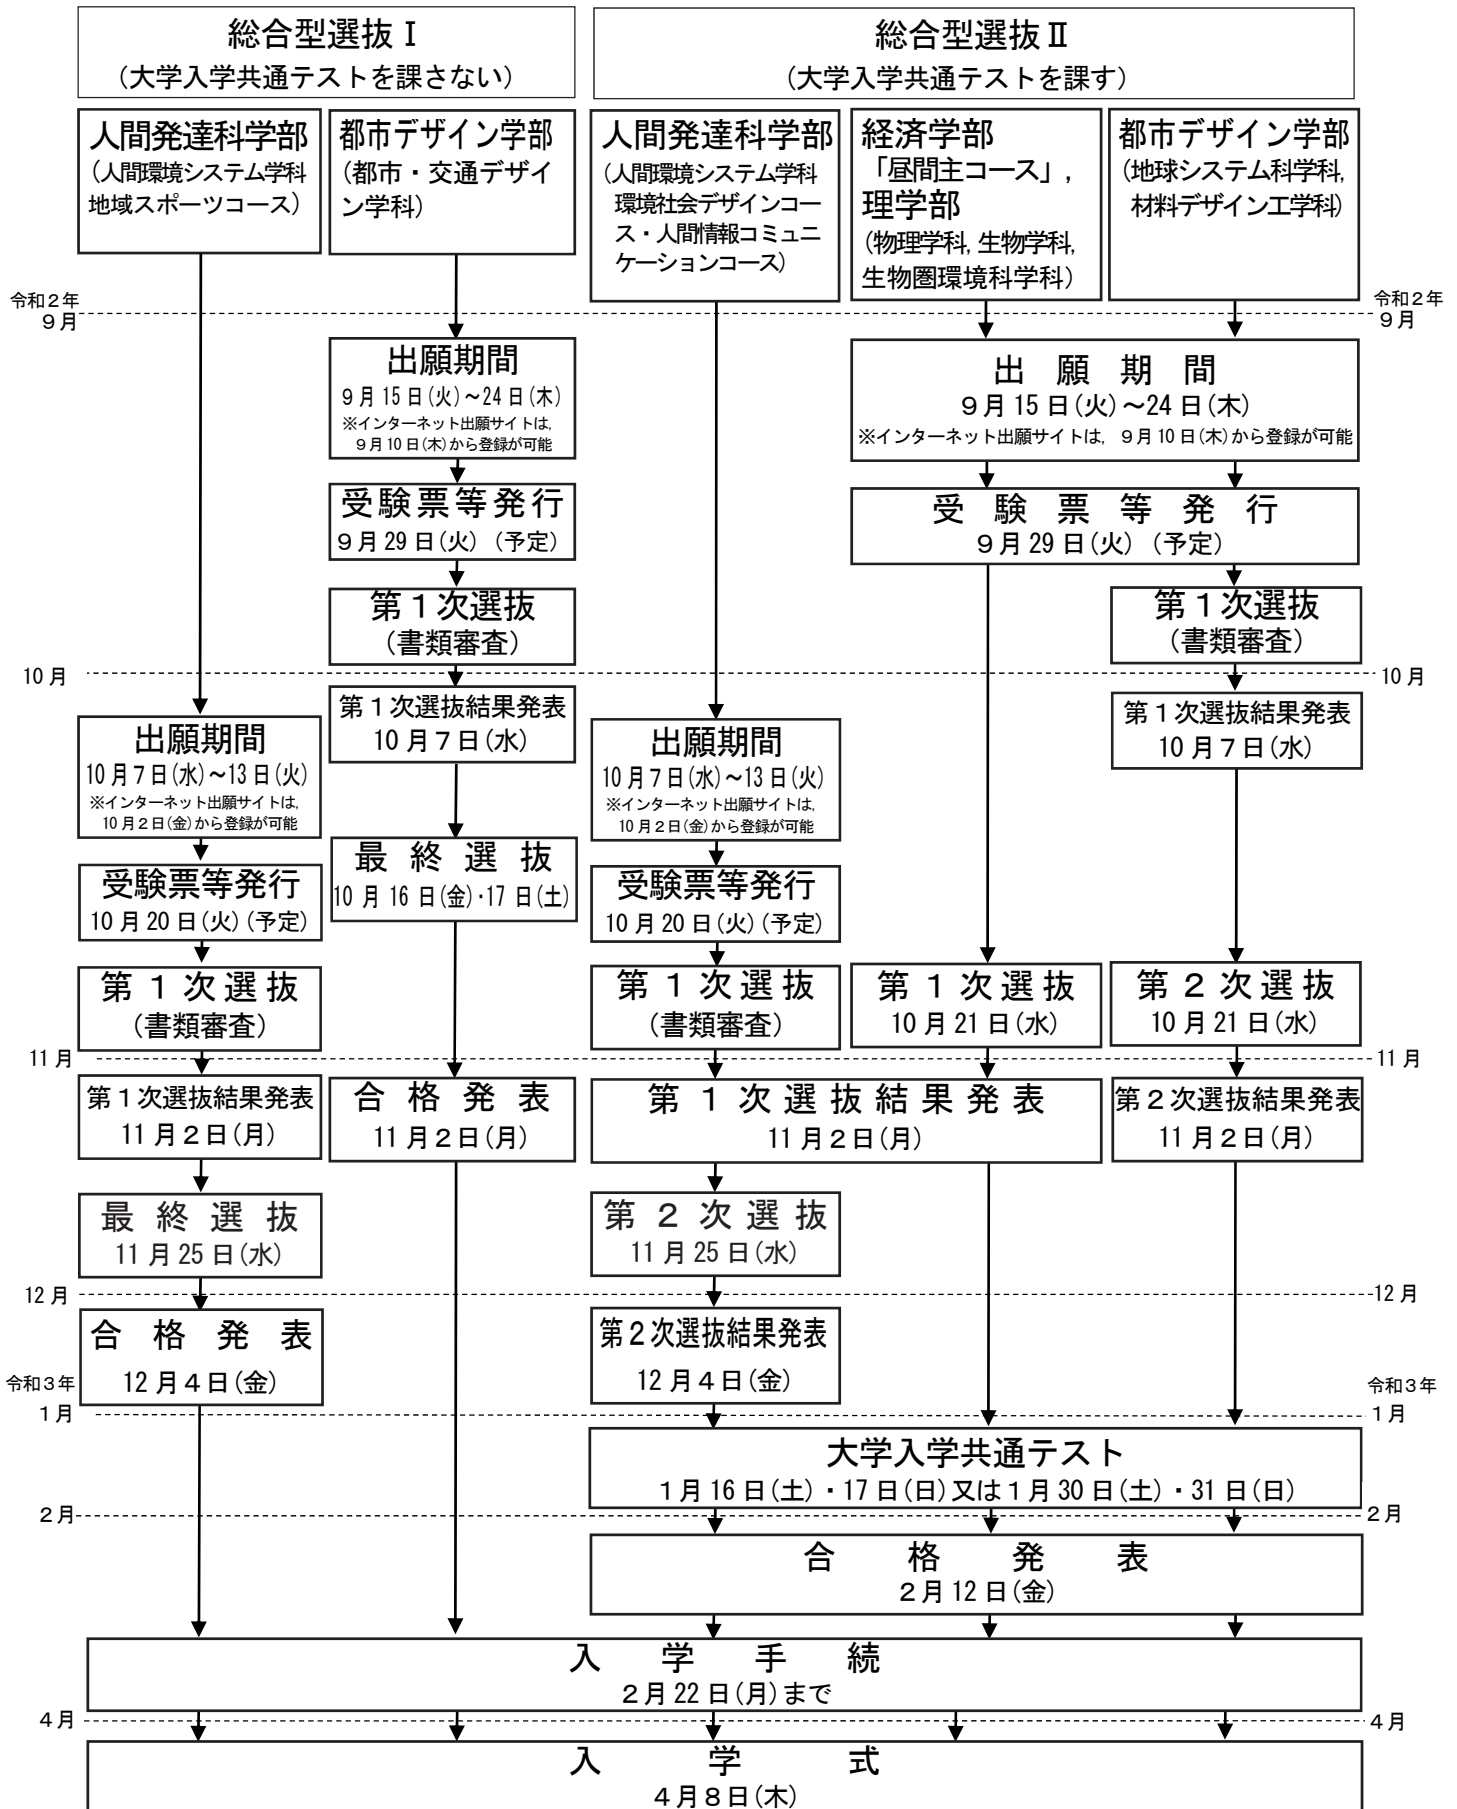 総合型選抜Ⅰ
（大学入学共通テストを課さない）
総合型選抜Ⅱ
（大学入学共通テストを課す）
人間発達科学部
（人間環境システム学科
地域スポーツコース）
都市デザイン学部
（都市・交通デザイ
ン学科）
人間発達科学部
（人間環境システム学科
環境社会デザインコー
ス・人間情報コミュニ
ケーションコース）
経済学部
「昼間主コース」，
理学部
（物理学科，生物学科，
生物圏環境科学科）
都市デザイン学部
（地球システム科学科，
材料デザイン工学科）
令和２年
９月
令和２年
９月
出願期間
９月15日（火）～24日（木）
※インターネット出願サイトは，
９月10日（木）から登録が可能
出願期間
９月15日（火）～24日（木）
※インターネット出願サイトは，９月10日（木）から登録が可能
受験票等発行
９月29日（火）（予定）
受験票等発行
９月29日（火）（予定）
第１次選抜
（書類審査）
第１次選抜
（書類審査）
10月
10月
第１次選抜結果発表
10月７日（水）
第１次選抜結果発表
10月７日（水）
出願期間
10月７日（水）～13日（火）
※インターネット出願サイトは，
10月２日（金）から登録が可能
出願期間
10月７日（水）～13日（火）
※インターネット出願サイトは，
10月２日（金）から登録が可能
最終選抜
10月16日（金）・17日（土）
受験票等発行
10月20日（火）（予定）
受験票等発行
10月20日（火）（予定）
第１次選抜
（書類審査）
第１次選抜
（書類審査）
第１次選抜
10月21日（水）
第２次選抜
10月21日（水）
11月
11月
第１次選抜結果発表
11月２日（月）
合格発表
11月２日（月）
第１次選抜結果発表
11月２日（月）
第２次選抜結果発表
11月２日（月）
最終選抜
11月25日（水）
第２次選抜
11月25日（水）
12月
12月
合格発表
12月４日（金）
第２次選抜結果発表
12月４日（金）
令和３年
１月
令和３年
１月
大学入学共通テスト
１月16日（土）・17日（日）又は１月30日（土）・31日（日）
２月
２月
合格発表
２月12日（金）
入学手続
２月22日（月）まで
４月
４月
入学式
４月８日（木）